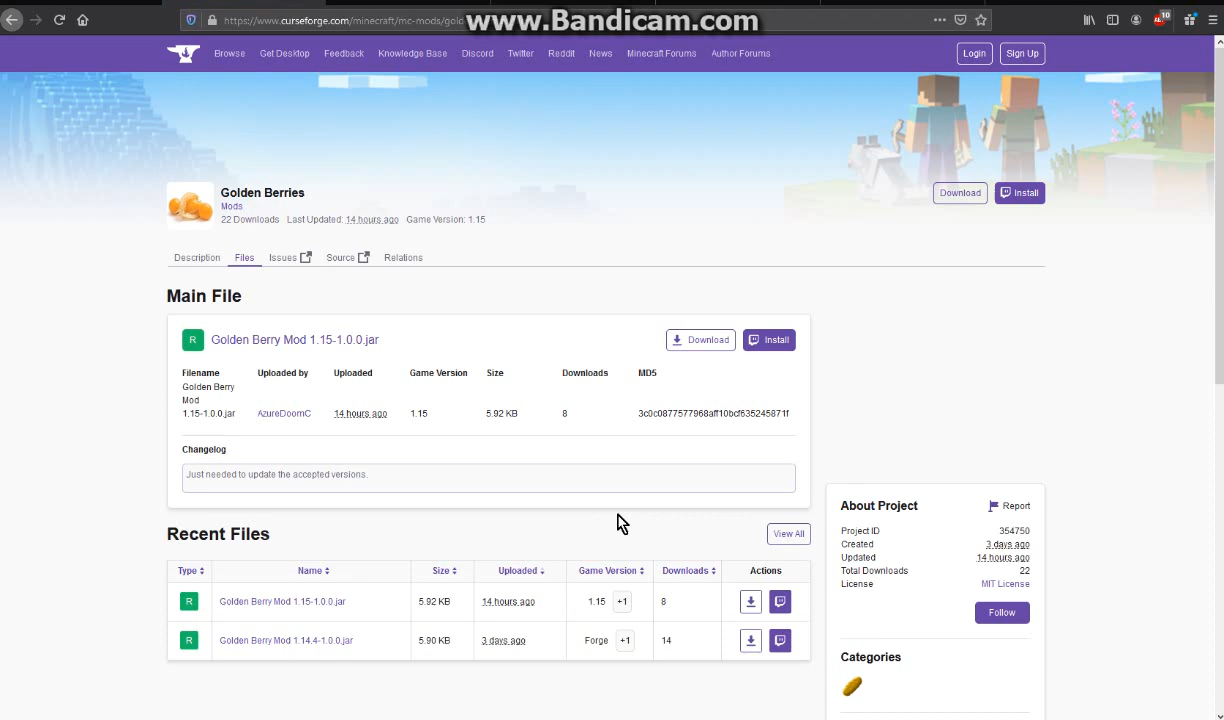 https://www.curseforge.com/minecraft/mc-mods/gold
www.Bandicam.com
10
Browse Get Desktop Feedback Knowledge Base Discord Twitter Reddit News Minecraft Forums Author Forums Login Sign Up
Golden Berries
Mods
22 Downloads Last Updated: 14 hours ago Game Version: 1.15
Download Install
Description Files Issues Source Relations
Main File
R Golden Berry Mod 1.15-1.0.0.jar Download Install
Filename Uploaded by Uploaded Game Version Size Downloads MD5
Golden Berry
Mod
1.15-1.0.0.jar AzureDoomC 14 hours ago 1.15 5.92 KB 8 3c0c0877577968aff10bcf635245871f
Changelog
Just needed to update the accepted versions.
Recent Files View All
Type Name Size Uploaded Game Version Downloads Actions
R Golden Berry Mod 1.15-1.0.0.jar 5.92 KB 14 hours ago 1.15 +1 8
R Golden Berry Mod 1.14.4-1.0.0.jar 5.90 KB 3 days ago Forge +1 14
About Project Report
Project ID 354750
Created 3 days ago
Updated 14 hours ago
Total Downloads 22
License MIT License
Follow
Categories